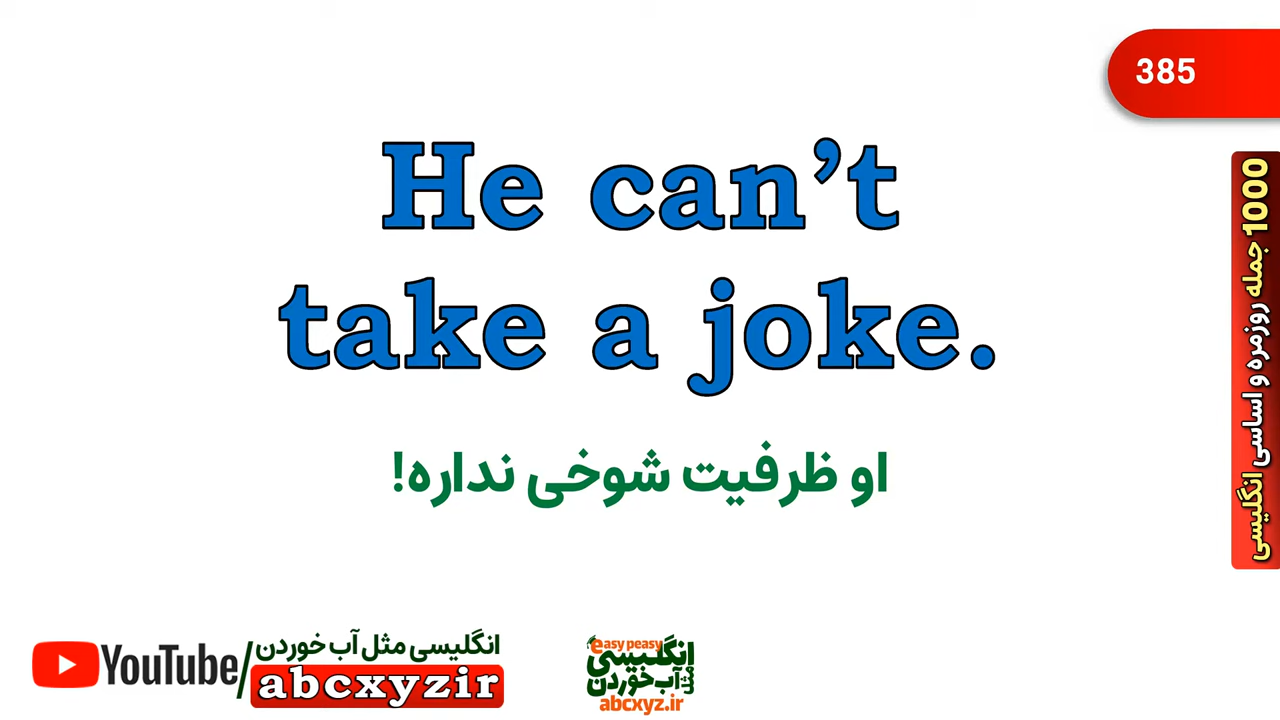 385
He can’t
take a joke.
او ظرفیت شوخی نداره!
1000 جمله روزمره و اساسی انگلیسی
YouTube/
انگلیسی مثل آب خوردن
abcxyzir
easy peasy
انگلیسی
مثل آب خوردن
abcxyz.ir